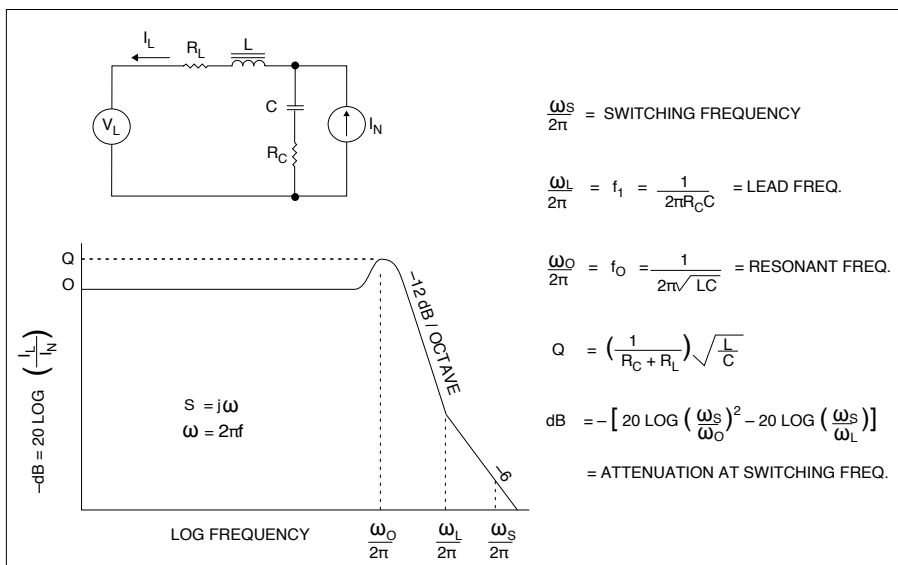 I_L
R_L
L
C
V_L
I_N
R_C
ω_S/2π = SWITCHING FREQUENCY
ω_L/2π = f_1 = 1/(2πR_CC) = LEAD FREQ.
ω_O/2π = f_O = 1/(2π√LC) = RESONANT FREQ.
Q = (1/(R_C + R_L)) √(L/C)
dB = – [ 20 LOG (ω_S/ω_O)^2 – 20 LOG (ω_S/ω_L)]
= ATTENUATION AT SWITCHING FREQ.
Q
O
–12 dB / OCTAVE
–6
–dB = 20 LOG (I_L/I_N)
S = jω
ω = 2πf
LOG FREQUENCY
ω_O/2π
ω_L/2π
ω_S/2π